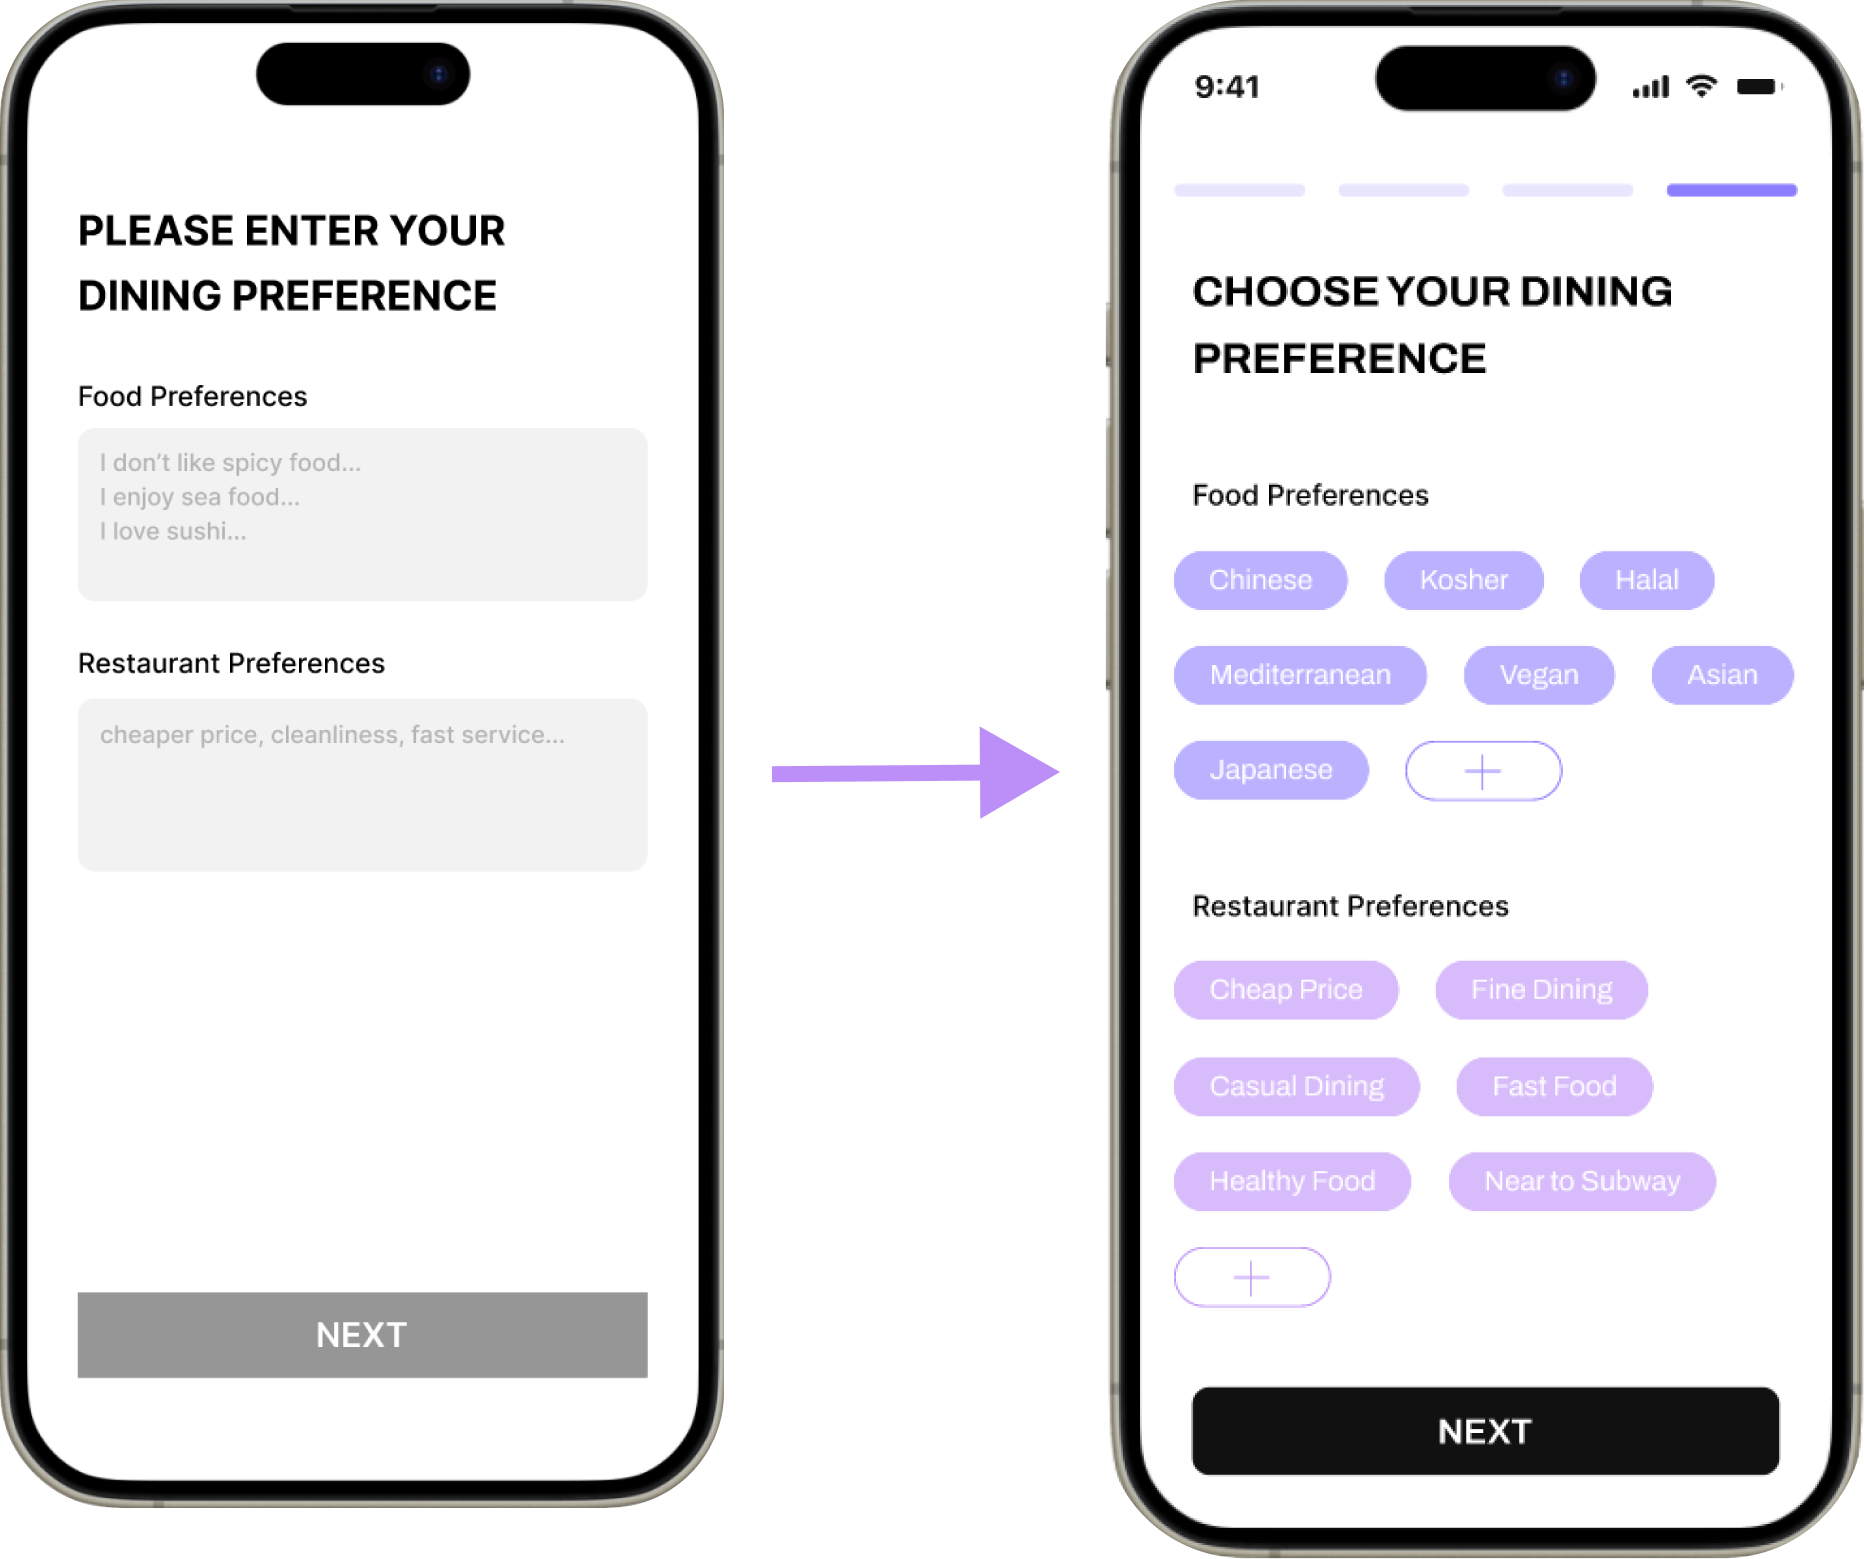 PLEASE ENTER YOUR
DINING PREFERENCE
Food Preferences
I don't like spicy food...
I enjoy sea food...
I love sushi...
Restaurant Preferences
cheaper price, cleanliness, fast service...
NEXT
9:41
CHOOSE YOUR DINING
PREFERENCE
Food Preferences
Chinese Kosher Halal
Mediterranean Vegan Asian
Japanese +
Restaurant Preferences
Cheap Price Fine Dining
Casual Dining Fast Food
Healthy Food Near to Subway
+
NEXT